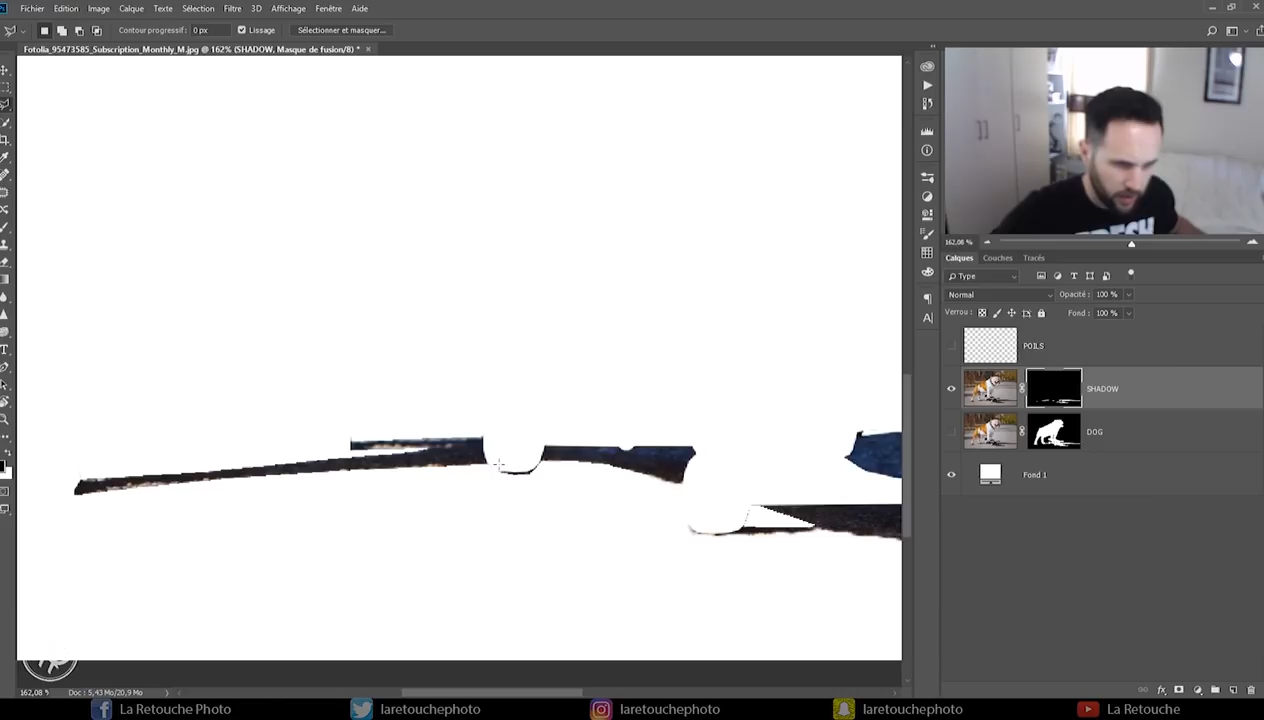 Ps Fichier Edition Image Calque Texte Sélection Filtre 3D Affichage Fenêtre Aide
Contour progressif : 0 px Lissage Sélectionner et masquer...
Fotolia_95473585_Subscription_Monthly_M.jpg @ 162% (SHADOW, Masque de fusion/8) * ×
FRESH
162,08 %
Calques Couches Tracés
Type
Normal Opacité : 100 %
Verrou : Fond : 100 %
POILS
SHADOW
DOG
Fond 1
162,08 % Doc : 5,43 Mo/20,9 Mo
La Retouche Photo laretouchephoto laretouchephoto laretouchephoto La Retouche